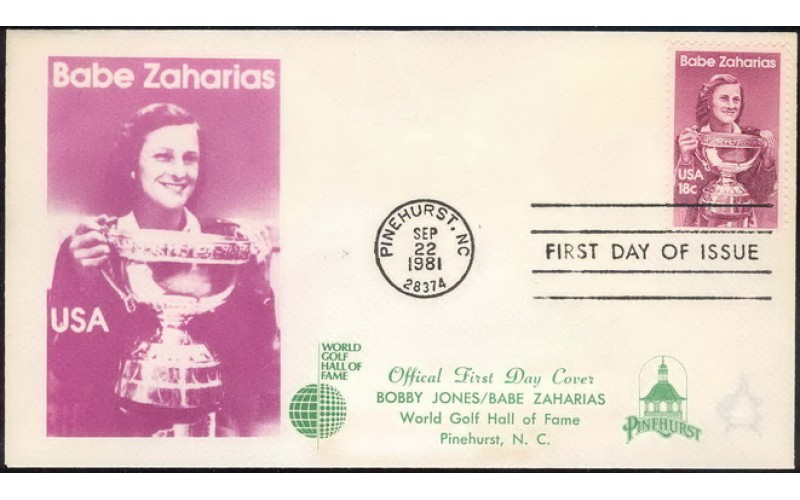 Babe Zaharias
USA
Babe Zaharias
USA
18c
PINEHURST, NC
SEP
22
1981
28374
FIRST DAY OF ISSUE
WORLD
GOLF
HALL OF
FAME
Offical First Day Cover
BOBBY JONES/BABE ZAHARIAS
World Golf Hall of Fame
Pinehurst, N. C.
PINEHURST